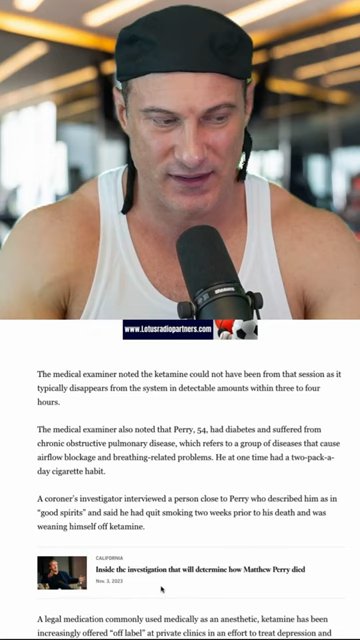 www.Lotusradiopartners.com
The medical examiner noted the ketamine could not have been from that session as it
typically disappears from the system in detectable amounts within three to four
hours.
The medical examiner also noted that Perry, 54, had diabetes and suffered from
chronic obstructive pulmonary disease, which refers to a group of diseases that cause
airflow blockage and breathing-related problems. He at one time had a two-pack-a-
day cigarette habit.
A coroner's investigator interviewed a person close to Perry who described him as in
“good spirits” and said he had quit smoking two weeks prior to his death and was
weaning himself off ketamine.
CALIFORNIA
Inside the investigation that will determine how Matthew Perry died
Nov. 3, 2023
A legal medication commonly used medically as an anesthetic, ketamine has been
increasingly offered “off label” at private clinics in an effort to treat depression and